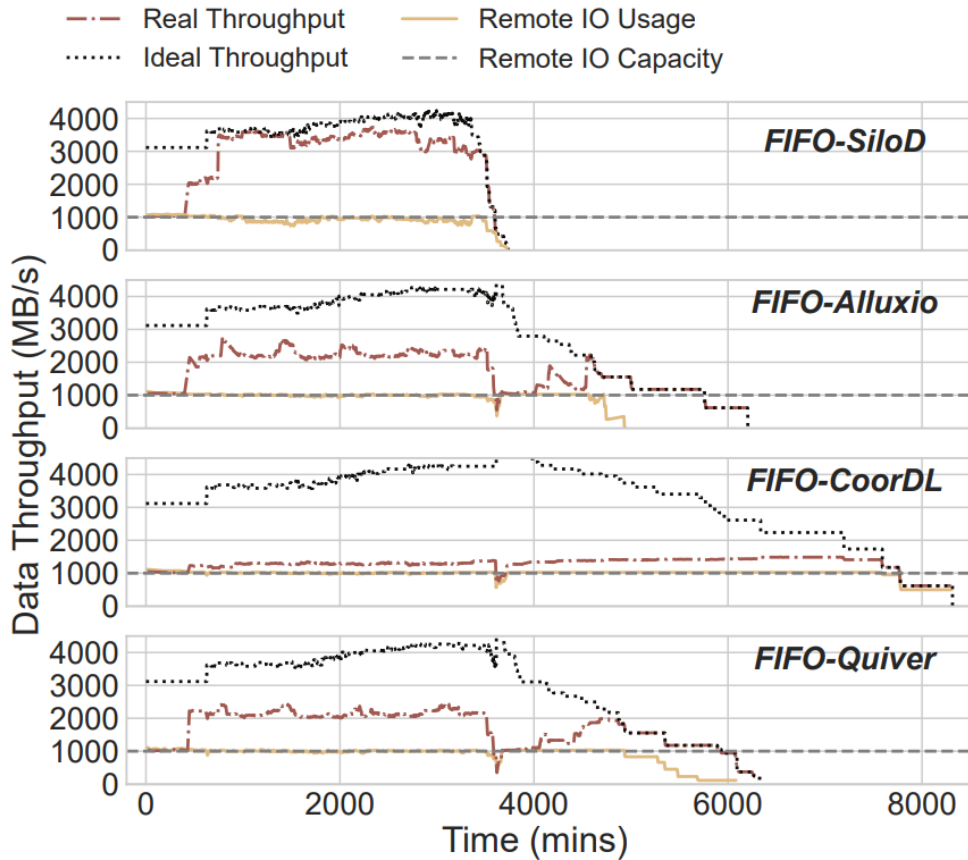 Real Throughput
Remote IO Usage
Ideal Throughput
Remote IO Capacity
Data Throughput (MB/s)
4000
3000
2000
1000
0
FIFO-SiloD
4000
3000
2000
1000
0
FIFO-Alluxio
4000
3000
2000
1000
0
FIFO-CoorDL
4000
3000
2000
1000
0
FIFO-Quiver
0
2000
4000
6000
8000
Time (mins)